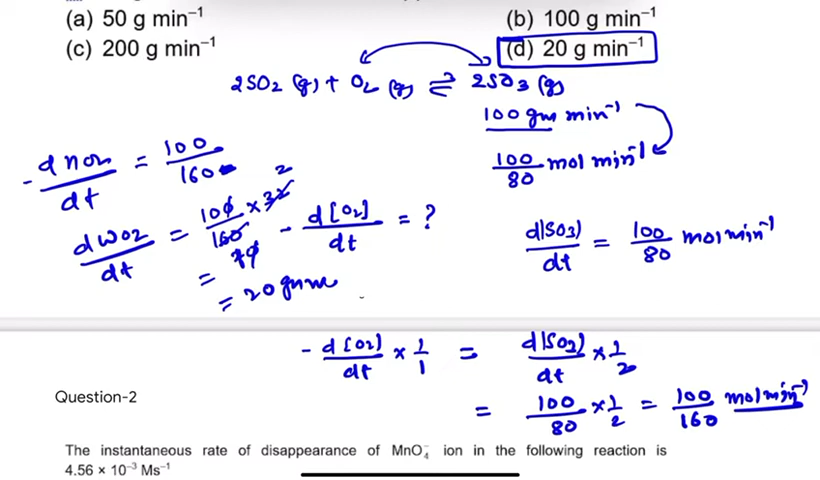 (a) 50 g min⁻¹ (b) 100 g min⁻¹
(c) 200 g min⁻¹ (d) 20 g min⁻¹
2SO₂ (g) + O₂ (g) ⇌ 2SO₃ (g)
100 gm min⁻¹
100/80 mol min⁻¹
- d nO₂/dt = 100/160
dwO₂/dt = 100/160 × 32 2
= 20 gm
- d[O₂]/dt = ?
d[SO₃]/dt = 100/80 mol min⁻¹
- d[O₂]/dt × 1/1 = d[SO₃]/dt × 1/2
= 100/80 × 1/2 = 100/160 mol min⁻¹
Question-2
The instantaneous rate of disappearance of MnO₄⁻ ion in the following reaction is
4.56 × 10⁻³ Ms⁻¹